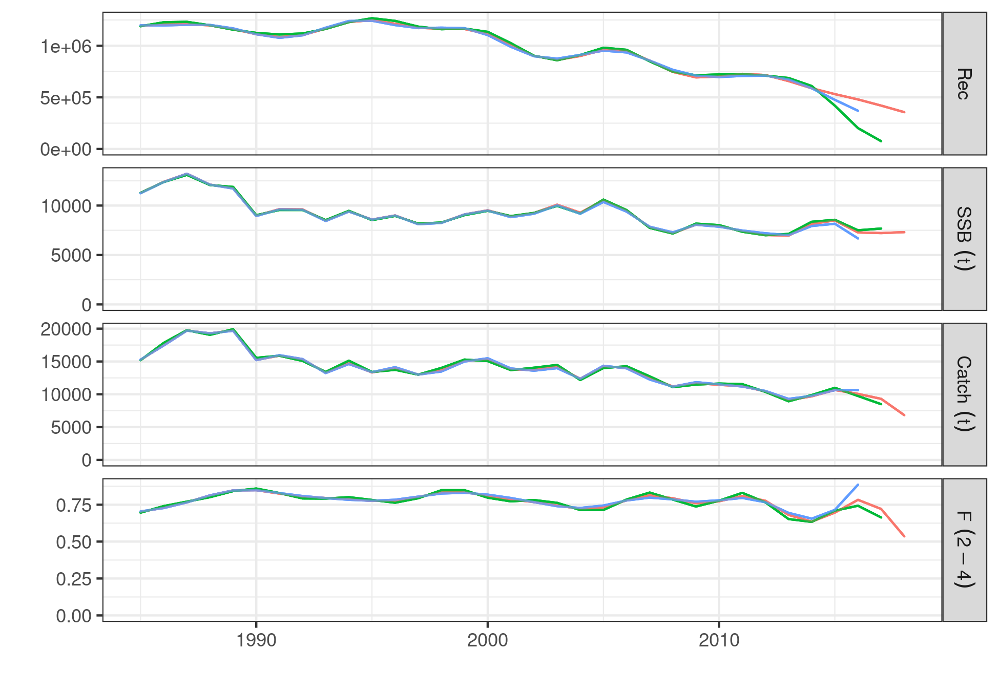 1e+06
5e+05
0e+00
Rec
10000
5000
0
SSB (t)
20000
15000
10000
5000
0
Catch (t)
0.75
0.50
0.25
0.00
F (2 − 4)
1990 2000 2010